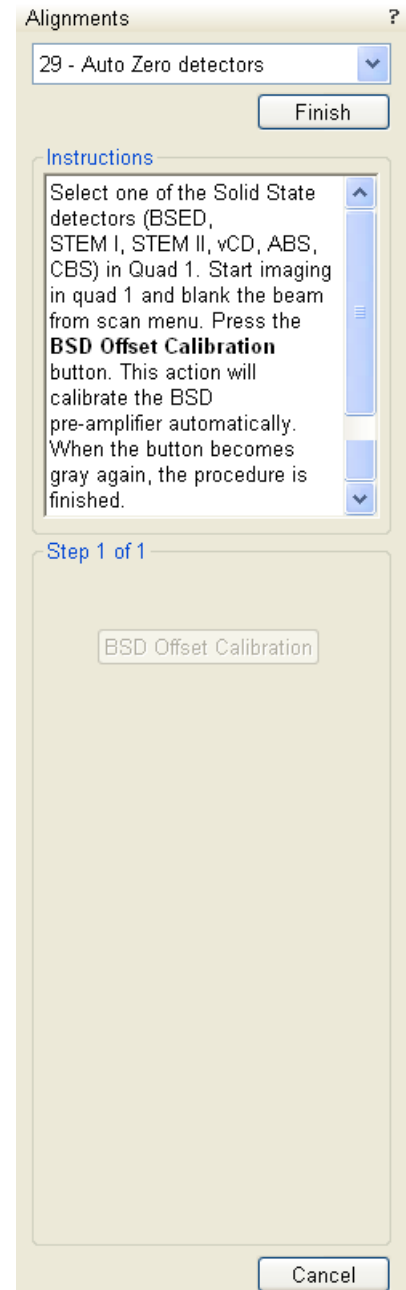 Alignments ?
29 - Auto Zero detectors
Finish
Instructions
Select one of the Solid State
detectors (BSED,
STEM I, STEM II, vCD, ABS,
CBS) in Quad 1. Start imaging
in quad 1 and blank the beam
from scan menu. Press the
BSD Offset Calibration
button. This action will
calibrate the BSD
pre-amplifier automatically.
When the button becomes
gray again, the procedure is
finished.
Step 1 of 1
BSD Offset Calibration
Cancel